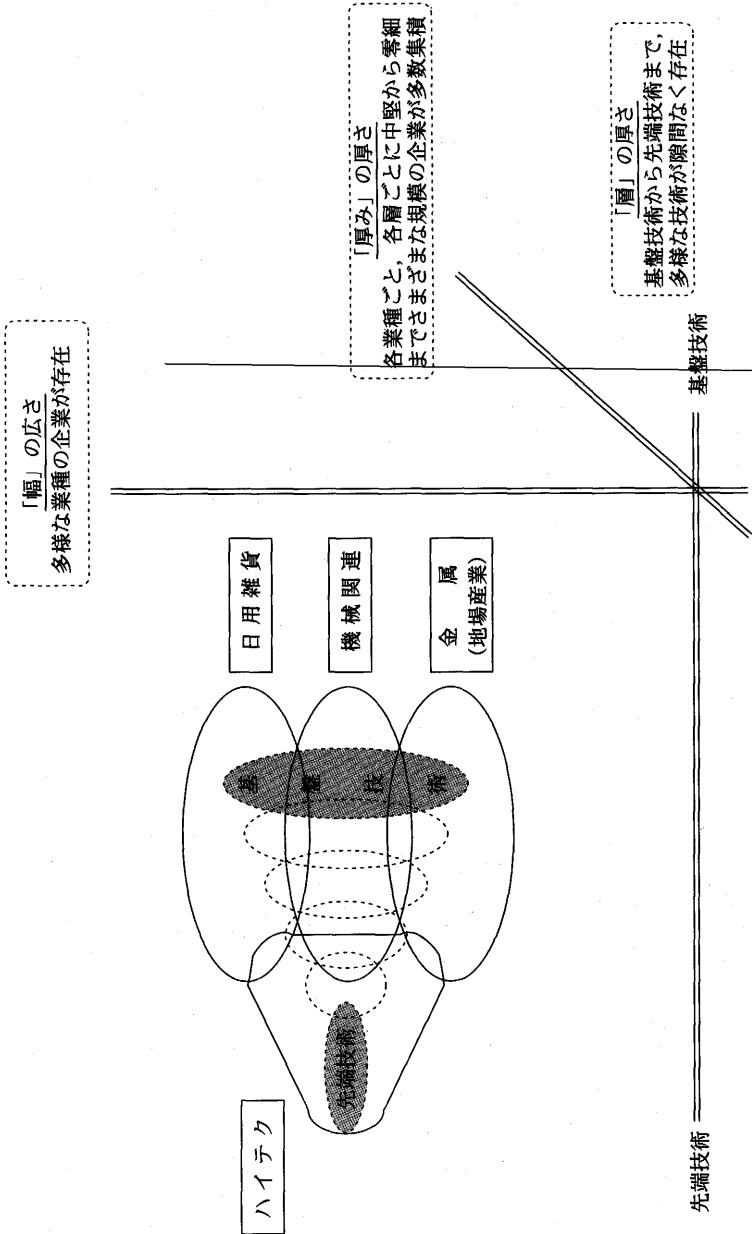 「幅」の広さ
多様な業種の企業が存在
「厚み」の厚さ
各業種ごと，各層ごとに中堅から零細
までさまざまな規模の企業が多数集積
「層」の厚さ
基盤技術から先端技術まで，
多様な技術が隙間なく存在
ハイテク
日用雑貨
機械関連
金属
(地場産業)
基盤技術
先端技術
先端技術
基盤技術